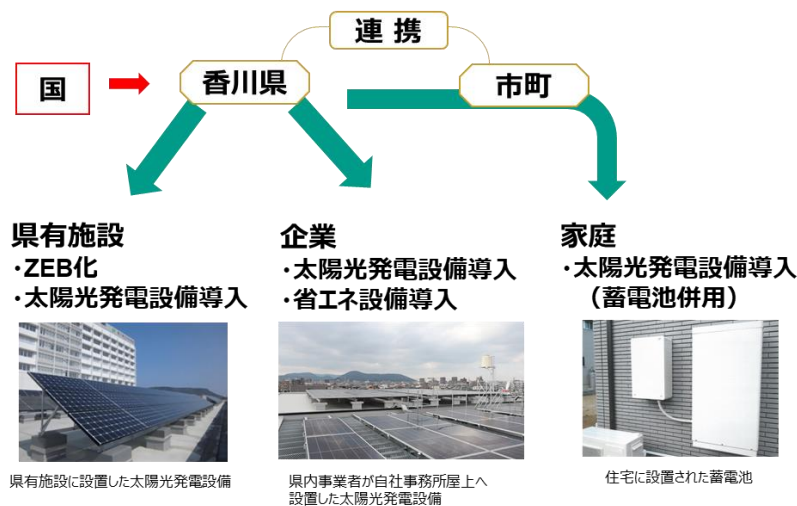 連 携
国
香川県
市町
県有施設
・ZEB化
・太陽光発電設備導入
企業
・太陽光発電設備導入
・省エネ設備導入
家庭
・太陽光発電設備導入
（蓄電池併用）
県有施設に設置した太陽光発電設備
県内事業者が自社事務所屋上へ
設置した太陽光発電設備
住宅に設置された蓄電池